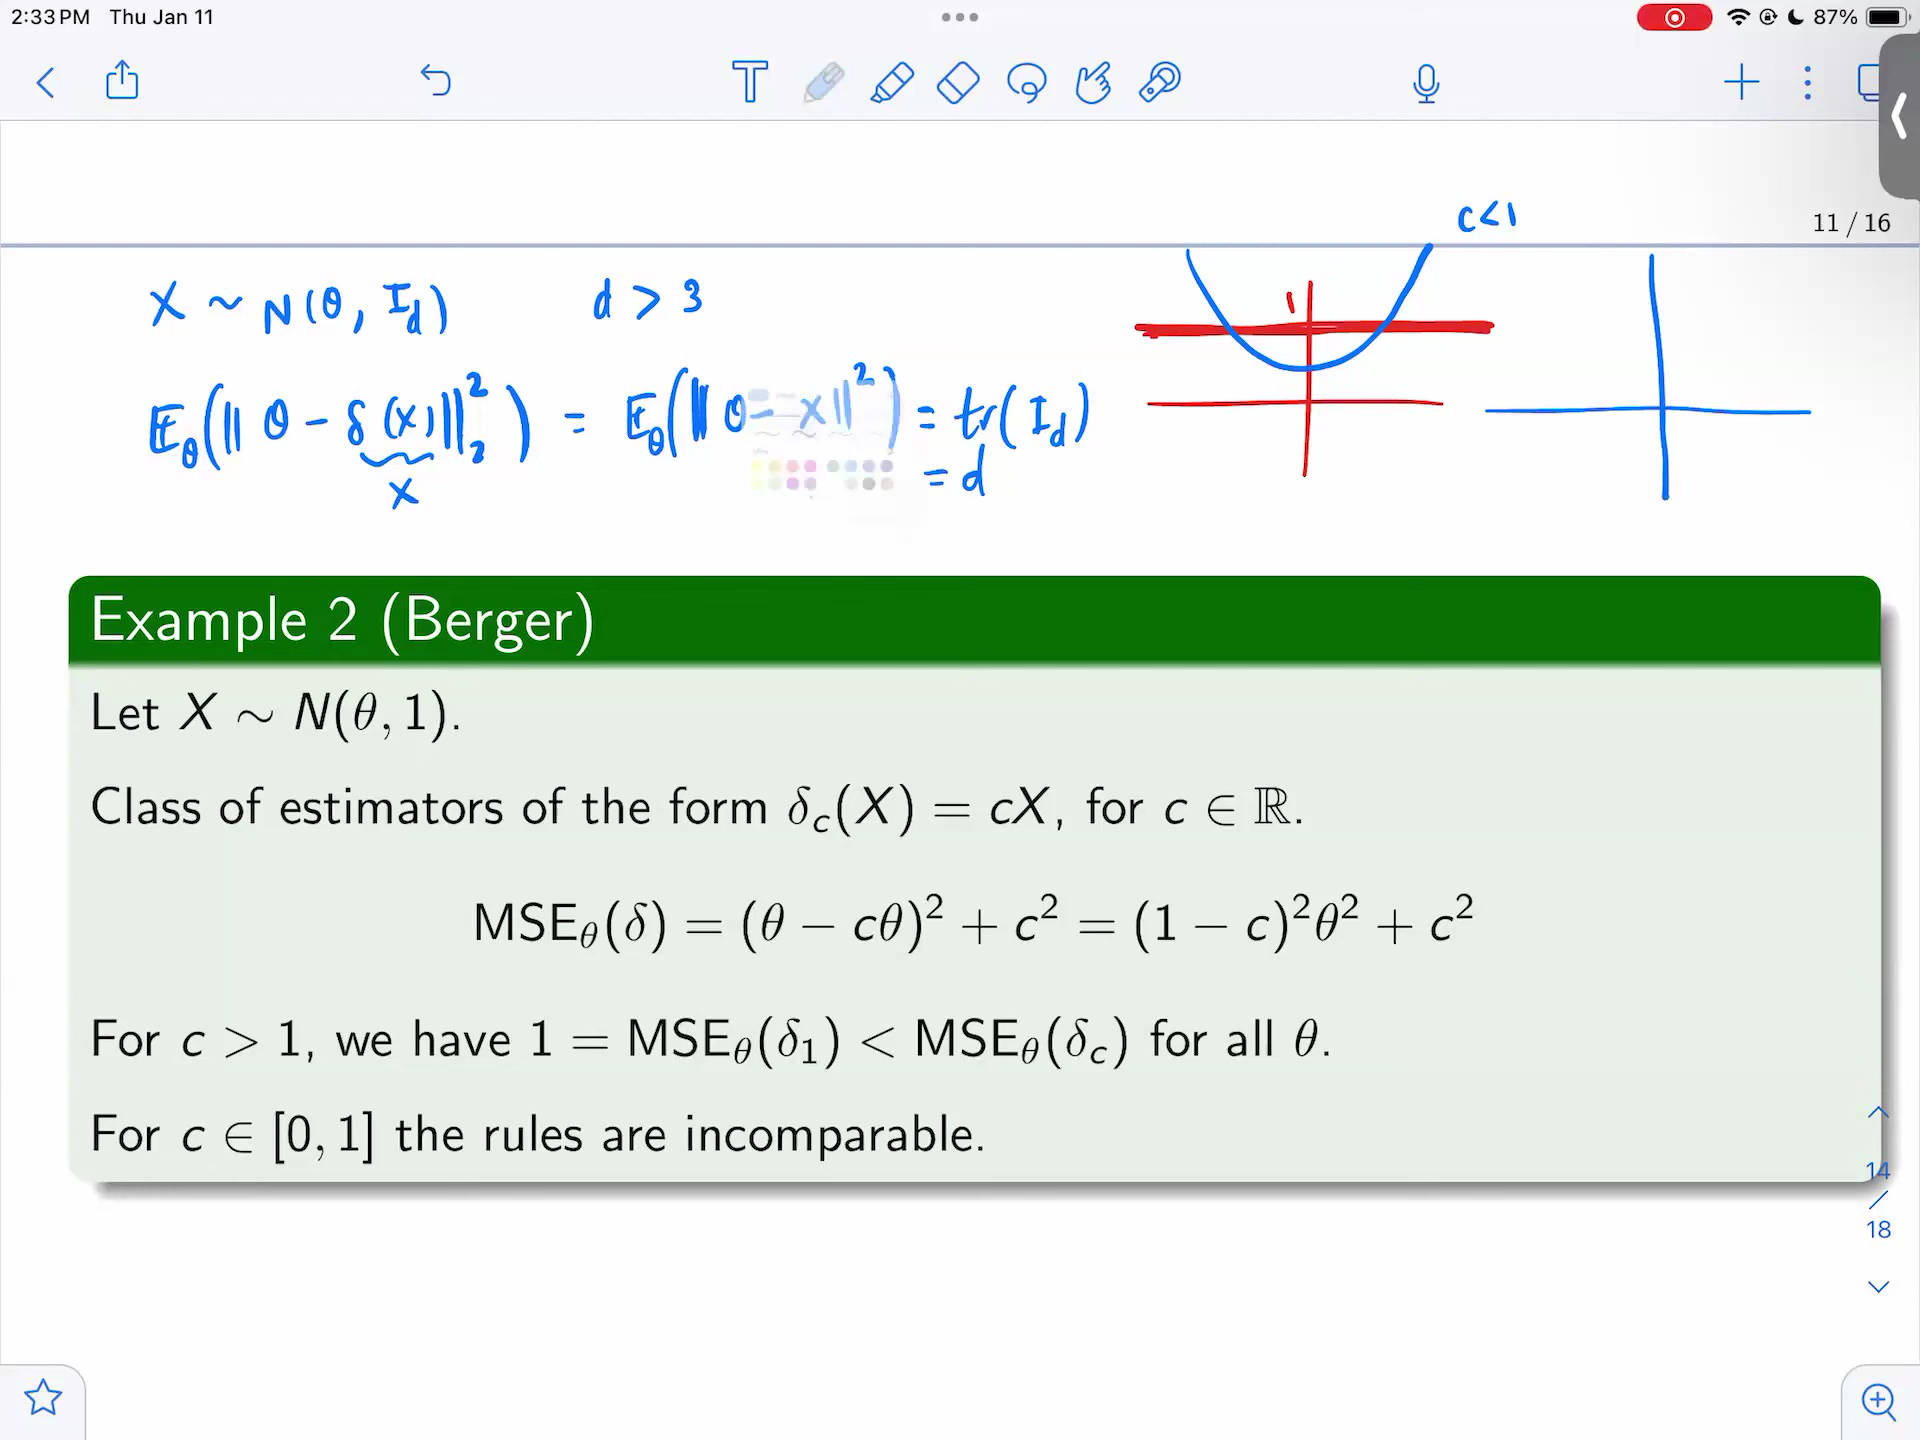 2:33 PM Thu Jan 11
87%
T
c<1
11 / 16
X ~ N(θ, I_d) d > 3
1
E_θ(‖ θ − δ(X)‖²₂) = E_θ(‖ θ − X‖²) = tr(I_d)
X
= d
Example 2 (Berger)
Let X ∼ N(θ, 1).
Class of estimators of the form δ_c(X) = cX, for c ∈ ℝ.
MSE_θ(δ) = (θ − cθ)² + c² = (1 − c)²θ² + c²
For c > 1, we have 1 = MSE_θ(δ₁) < MSE_θ(δ_c) for all θ.
For c ∈ [0, 1] the rules are incomparable.
14
/
18